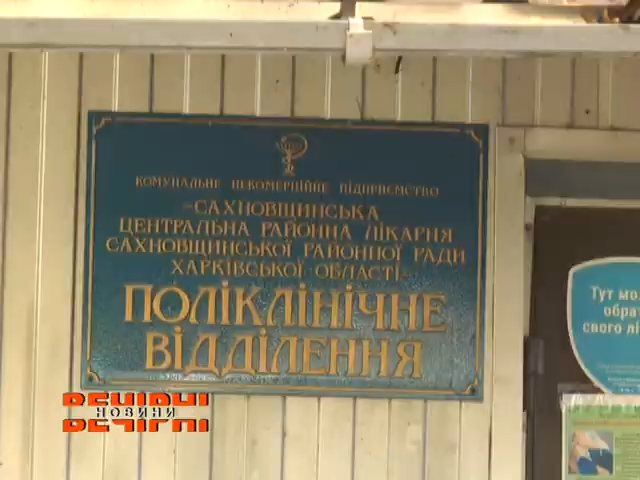 КОМУНАЛЬНЕ НЕКОМЕРЦІЙНЕ ПІДПРИЄМСТВО
"САХНОВЩИНСЬКА
ЦЕНТРАЛЬНА РАЙОННА ЛІКАРНЯ
САХНОВЩИНСЬКОЇ РАЙОННОЇ РАДИ
ХАРКІВСЬКОЇ ОБЛАСТІ"
ПОЛІКЛІНІЧНЕ
ВІДДІЛЕННЯ
Тут мо
обрат
свого лі
ВЕЧІРНІ
НОВИНИ
ВЕЧІРНІ